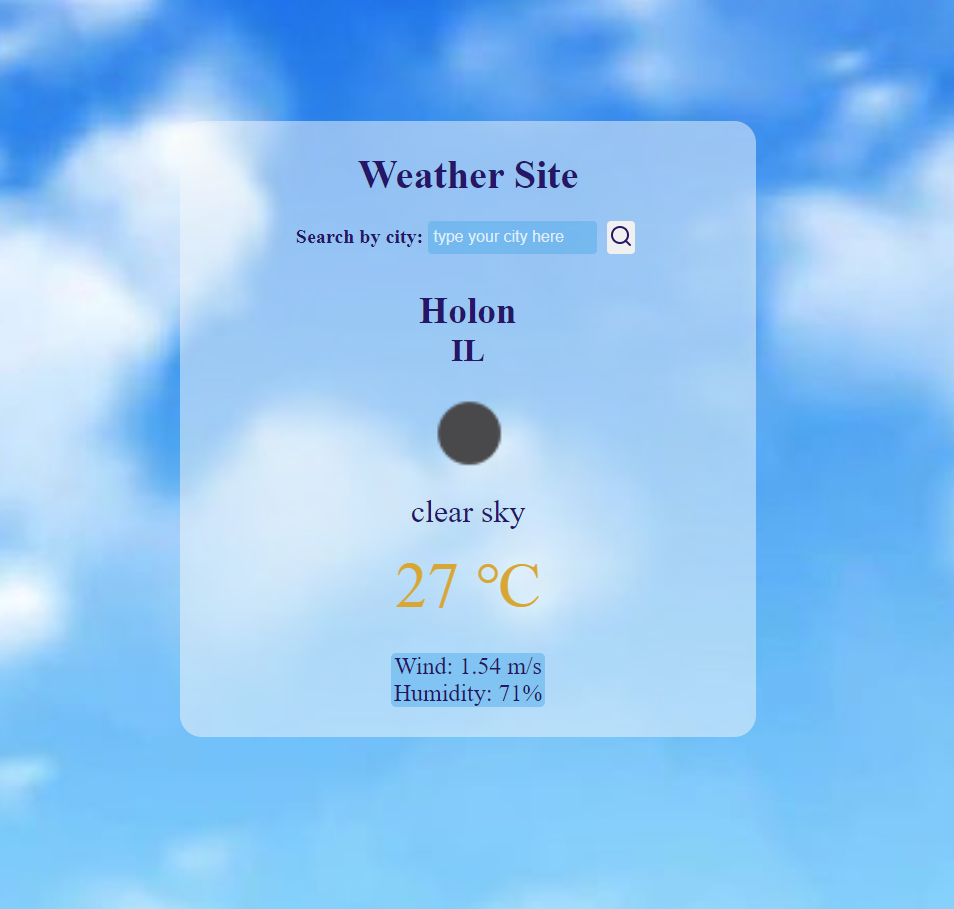 Weather Site
Search by city: type your city here
Holon
IL
clear sky
27 °C
Wind: 1.54 m/s
Humidity: 71%